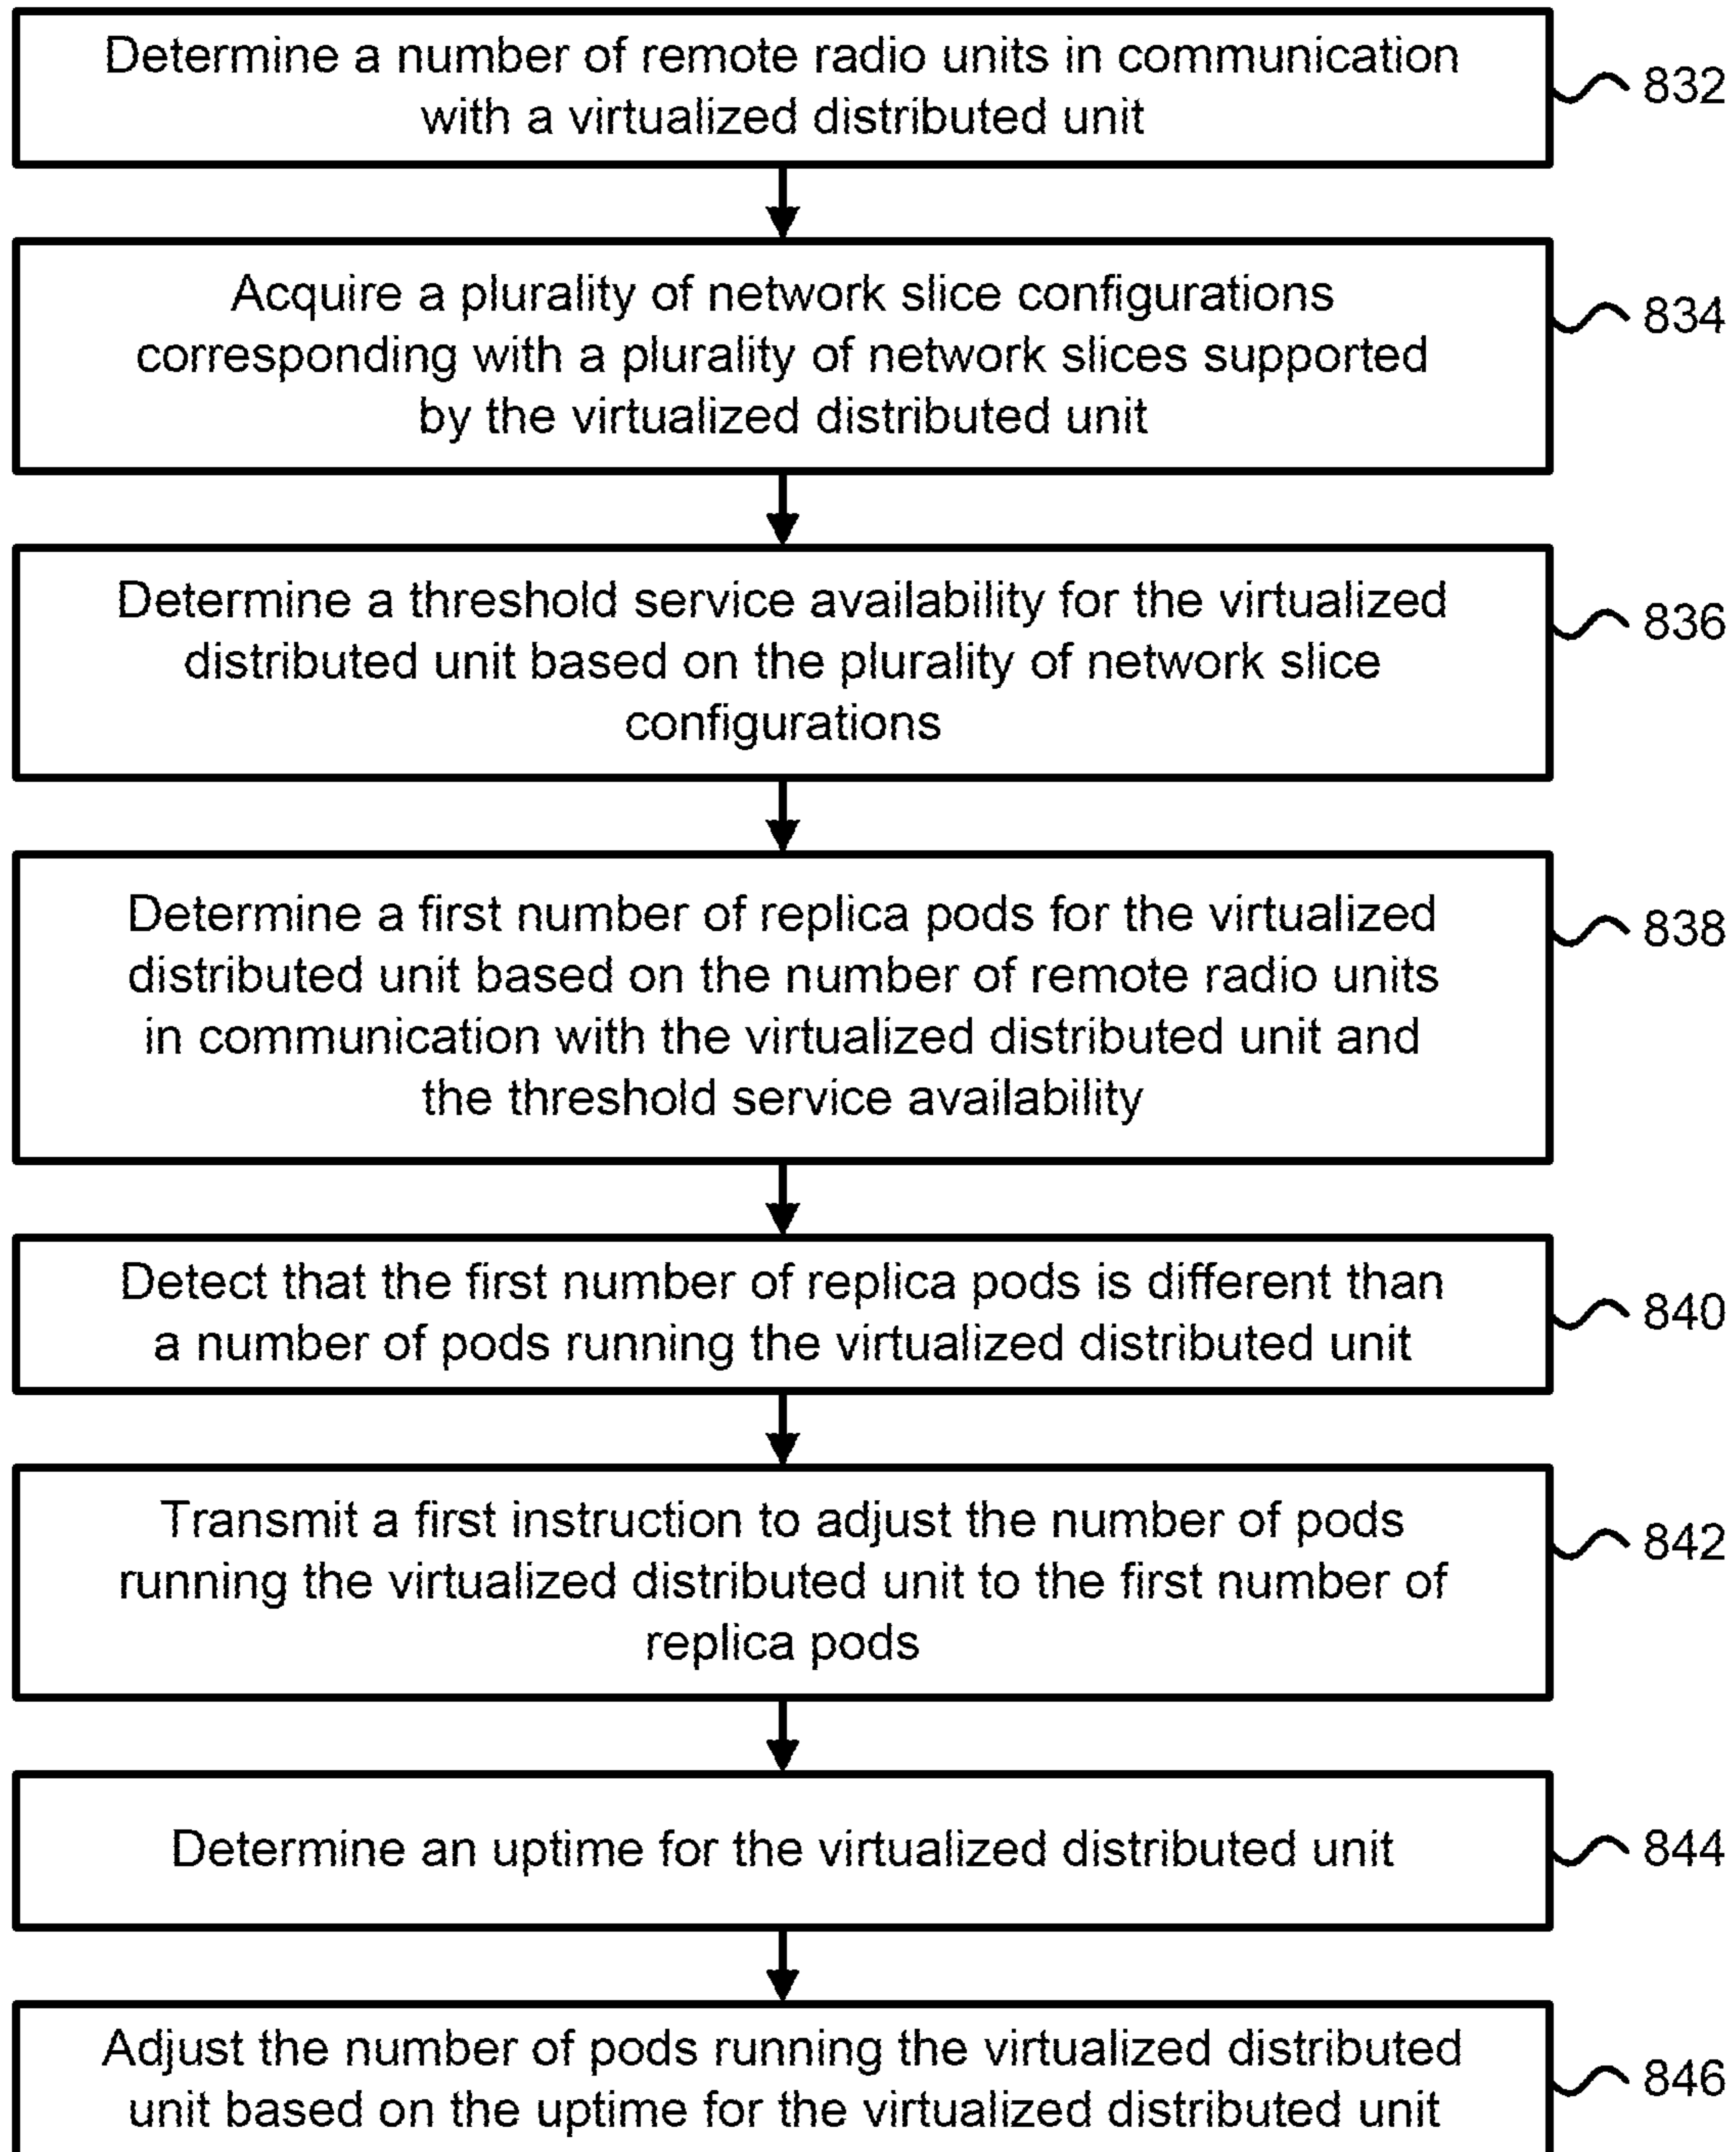 Determine a number of remote radio units in communication
with a virtualized distributed unit
832
Acquire a plurality of network slice configurations
corresponding with a plurality of network slices supported
by the virtualized distributed unit
834
Determine a threshold service availability for the virtualized
distributed unit based on the plurality of network slice
configurations
836
Determine a first number of replica pods for the virtualized
distributed unit based on the number of remote radio units
in communication with the virtualized distributed unit and
the threshold service availability
838
Detect that the first number of replica pods is different than
a number of pods running the virtualized distributed unit
840
Transmit a first instruction to adjust the number of pods
running the virtualized distributed unit to the first number of
replica pods
842
Determine an uptime for the virtualized distributed unit
844
Adjust the number of pods running the virtualized distributed
unit based on the uptime for the virtualized distributed unit
846